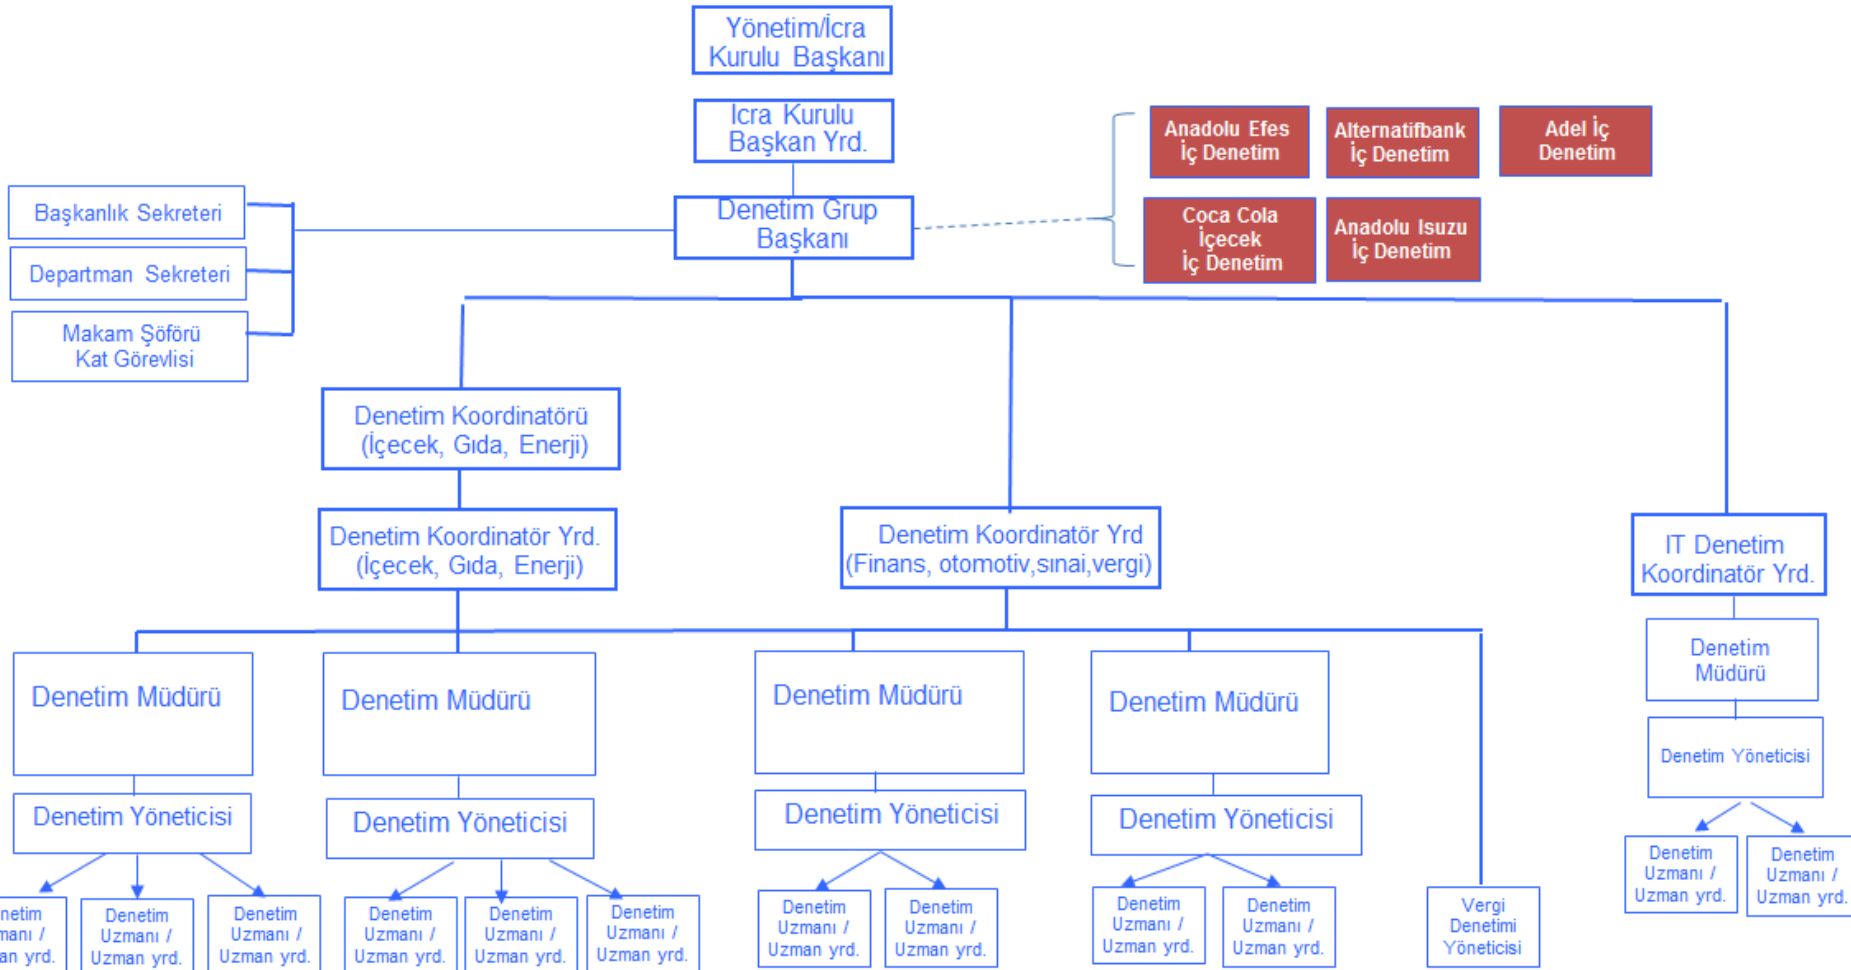 Yönetim/İcra
Kurulu Başkanı
Icra Kurulu
Başkan Yrd.
Anadolu Efes
İç Denetim
Alternatifbank
İç Denetim
Adel İç
Denetim
Başkanlık Sekreteri
Denetim Grup
Başkanı
Coca Cola
İçecek
İç Denetim
Anadolu Isuzu
İç Denetim
Departman Sekreteri
Makam Şöförü
Kat Görevlisi
Denetim Koordinatörü
(İçecek, Gıda, Enerji)
Denetim Koordinatör Yrd.
(İçecek, Gıda, Enerji)
Denetim Koordinatör Yrd
(Finans, otomotiv,sınai,vergi)
IT Denetim
Koordinatör Yrd.
Denetim Müdürü
Denetim Müdürü
Denetim Müdürü
Denetim Müdürü
Denetim
Müdürü
Denetim Yöneticisi
Denetim Yöneticisi
Denetim Yöneticisi
Denetim Yöneticisi
Denetim Yöneticisi
netim
manı /
an yrd.
Denetim
Uzmanı /
Uzman yrd.
Denetim
Uzmanı /
Uzman yrd.
Denetim
Uzmanı /
Uzman yrd.
Denetim
Uzmanı /
Uzman yrd.
Denetim
Uzmanı /
Uzman yrd.
Denetim
Uzmanı /
Uzman yrd.
Denetim
Uzmanı /
Uzman yrd.
Denetim
Uzmanı /
Uzman yrd.
Denetim
Uzmanı /
Uzman yrd.
Vergi
Denetimi
Yöneticisi
Denetim
Uzmanı /
Uzman yrd.
Denetim
Uzmanı /
Uzman yrd.